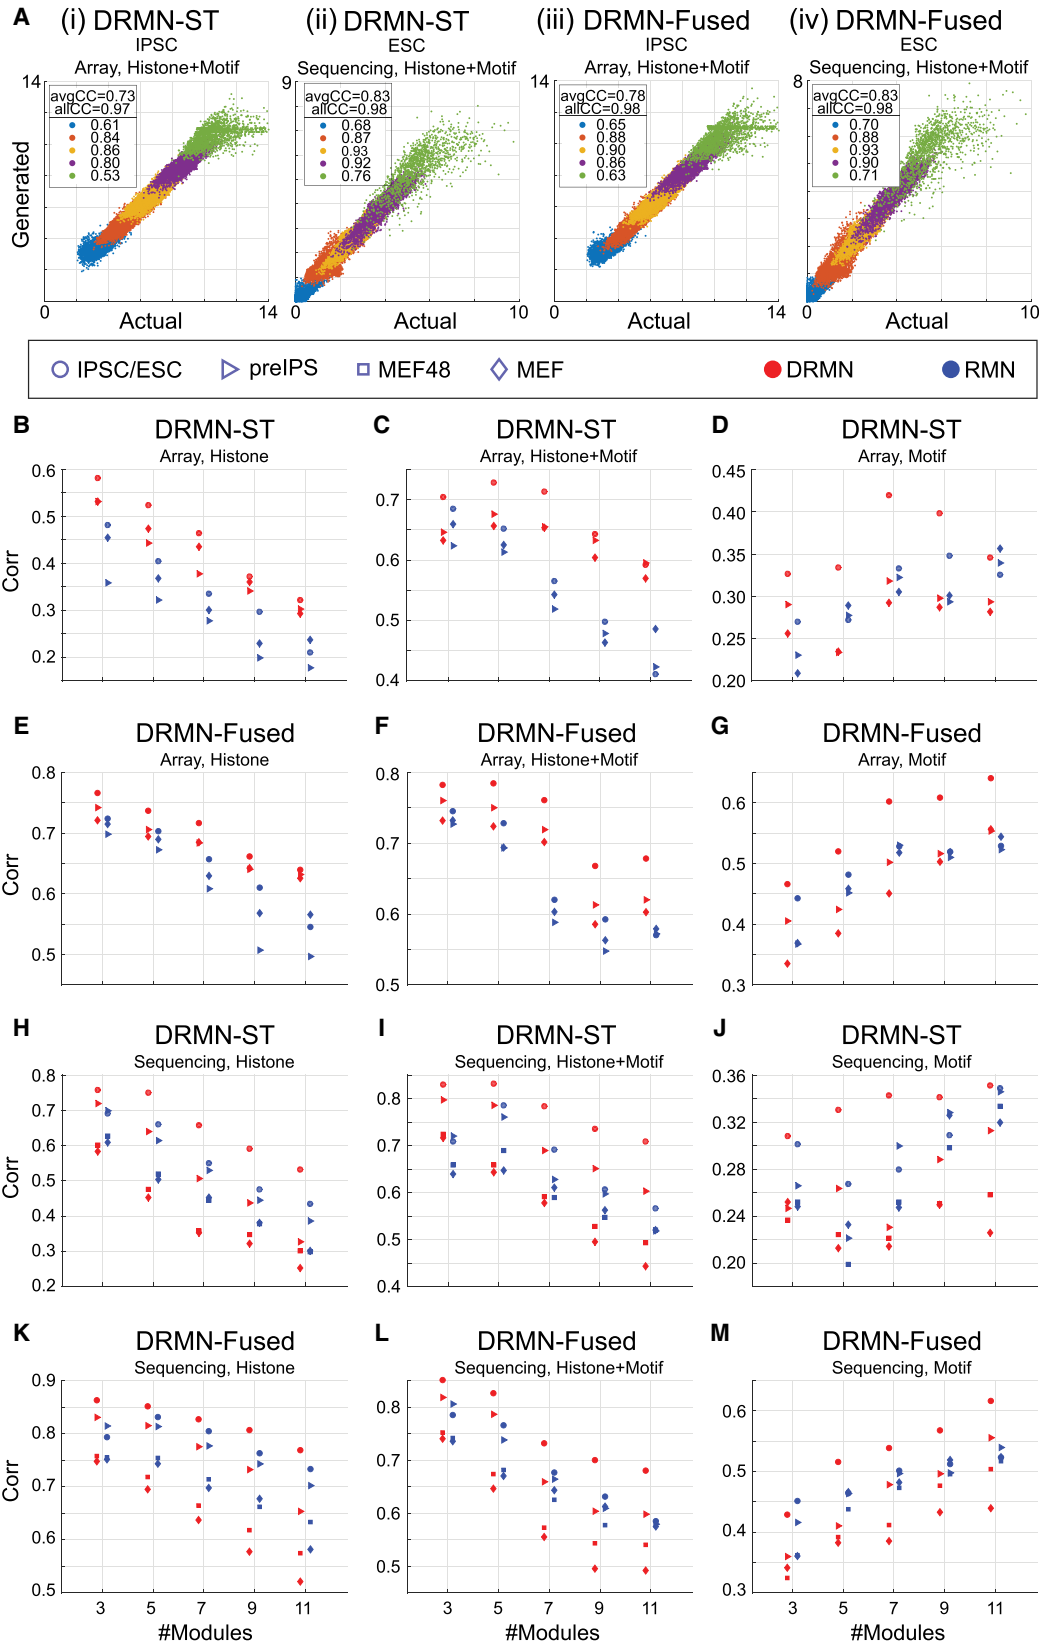 A (i) DRMN-ST (ii) DRMN-ST (iii) DRMN-Fused (iv) DRMN-Fused
IPSC ESC IPSC ESC
Array, Histone+Motif Sequencing, Histone+Motif Array, Histone+Motif Sequencing, Histone+Motif
14 9 14 8
avgCC=0.73 avgCC=0.83 avgCC=0.78 avgCC=0.83
allCC=0.97 allCC=0.98 allCC=0.98 allCC=0.98
0.61 0.68 0.65 0.70
0.84 0.87 0.88 0.88
0.86 0.93 0.90 0.93
0.80 0.92 0.86 0.90
0.53 0.76 0.63 0.71
Generated
0 14 0 10 0 14 0 10
Actual Actual Actual Actual
IPSC/ESC preIPS MEF48 MEF DRMN RMN
B DRMN-ST C DRMN-ST D DRMN-ST
Array, Histone Array, Histone+Motif Array, Motif
Corr
0.6
0.5
0.4
0.3
0.2
0.7
0.6
0.5
0.4
0.45
0.40
0.35
0.30
0.25
0.20
E DRMN-Fused F DRMN-Fused G DRMN-Fused
Array, Histone Array, Histone+Motif Array, Motif
Corr
0.8
0.7
0.6
0.5
0.8
0.7
0.6
0.5
0.6
0.5
0.4
0.3
H DRMN-ST I DRMN-ST J DRMN-ST
Sequencing, Histone Sequencing, Histone+Motif Sequencing, Motif
Corr
0.8
0.7
0.6
0.5
0.4
0.3
0.2
0.8
0.7
0.6
0.5
0.4
0.36
0.32
0.28
0.24
0.20
K DRMN-Fused L DRMN-Fused M DRMN-Fused
Sequencing, Histone Sequencing, Histone+Motif Sequencing, Motif
Corr
0.9
0.8
0.7
0.6
0.5
0.8
0.7
0.6
0.5
0.6
0.5
0.4
0.3
3 5 7 9 11 3 5 7 9 11 3 5 7 9 11
#Modules #Modules #Modules